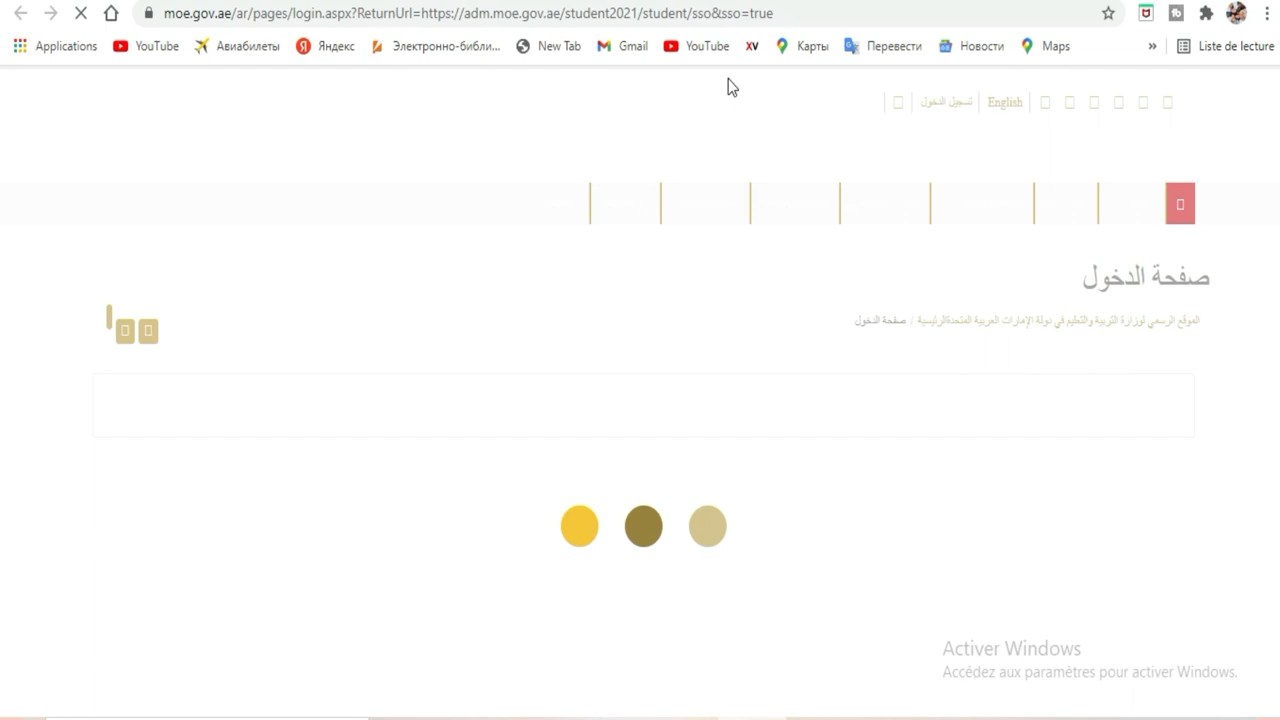 moe.gov.ae/ar/pages/login.aspx?ReturnUrl=https://adm.moe.gov.ae/student2021/student/sso&sso=true
Applications YouTube Авиабилеты Яндекс Электронно-библи... New Tab Gmail YouTube XV Карты Перевести Новости Maps » Liste de lecture
تسجيل الدخول English
صفحة الدخول
الموقع الرسمي لوزارة التربية والتعليم في دولة الإمارات العربية المتحدةالرئيسية / صفحة الدخول
Activer Windows
Accédez aux paramètres pour activer Windows.